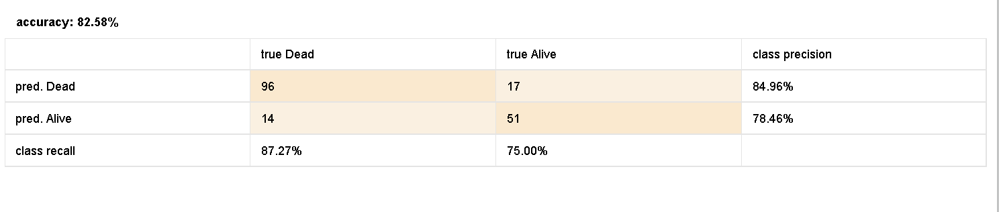 accuracy: 82.58%
true Dead true Alive class precision
pred. Dead 96 17 84.96%
pred. Alive 14 51 78.46%
class recall 87.27% 75.00%